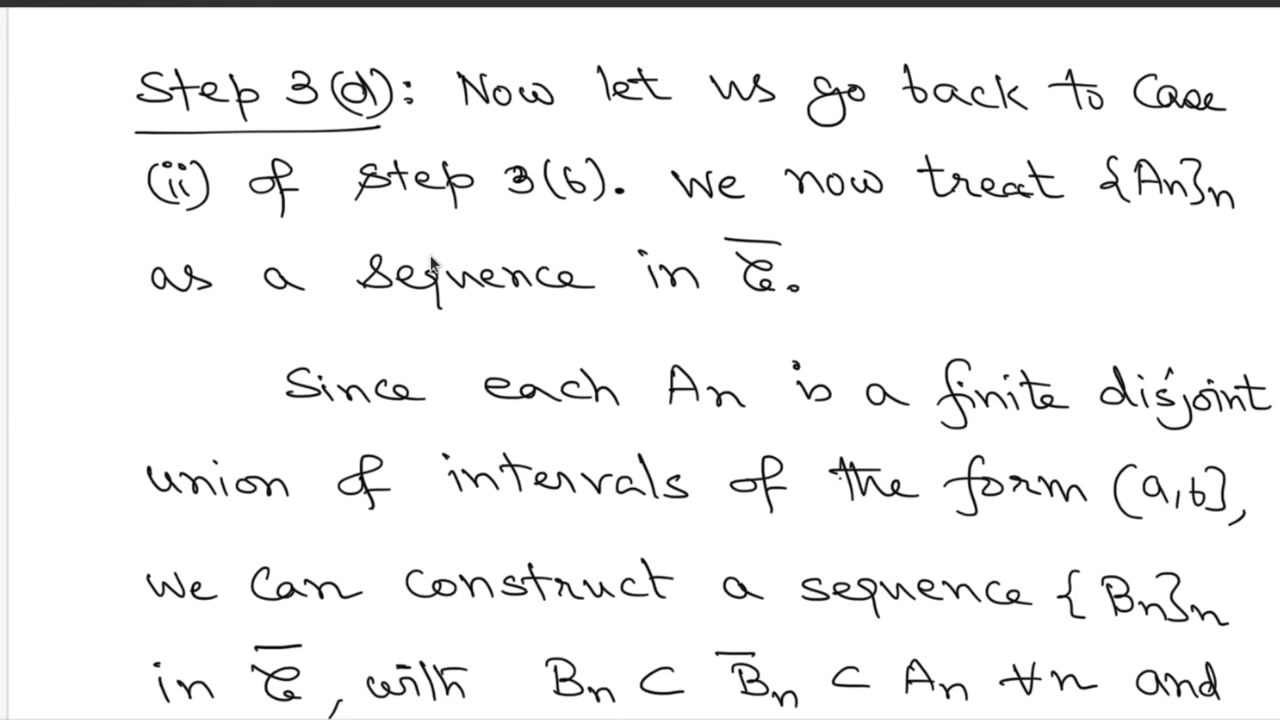 Step 3(d): Now let us go back to Case
(ii) of step 3(b). We now treat {An}n
as a sequence in C̅.
Since each An is a finite disjoint
union of intervals of the form (a,b],
we can construct a sequence {Bn}n
in C̅, with Bn ⊂ B̅n ⊂ An ∀n and